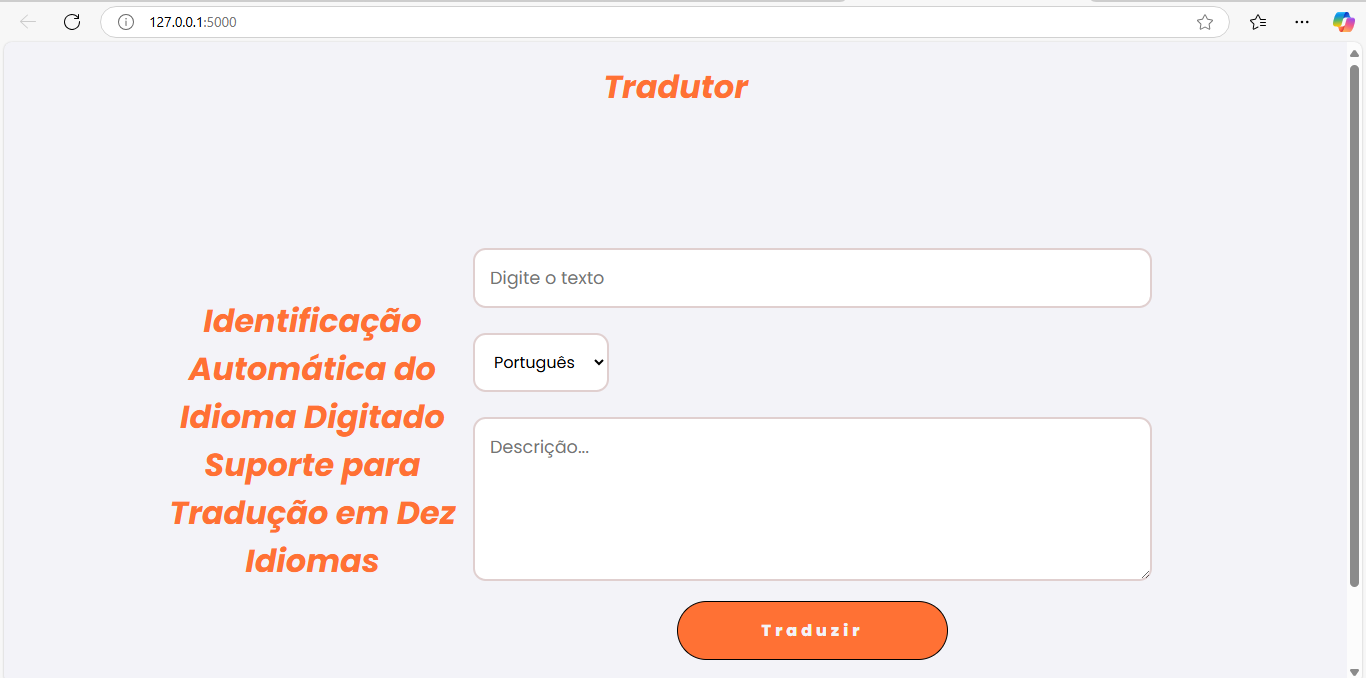 127.0.0.1:5000
Tradutor
Digite o texto
Identificação
Automática do
Idioma Digitado
Suporte para
Tradução em Dez
Idiomas
Português
Descrição...
Traduzir